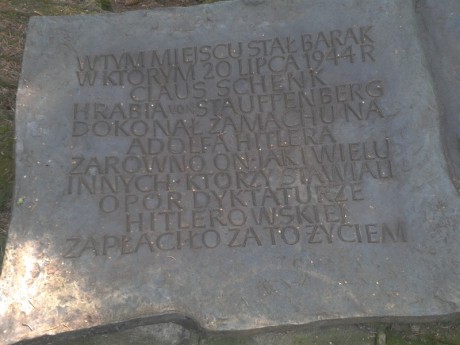 W TYM MIEJSCU STAŁ BARAK
W KTÓRYM 20 LIPCA 1944 R
CLAUS SCHENK
HRABIA VON STAUFFENBERG
DOKONAŁ ZAMACHU NA
ADOLFA HITLERA
ZARÓWNO ON JAK I WIELU
INNYCH, KTÓRZY STAWIALI
OPÓR DYKTATURZE
HITLEROWSKIEJ
ZAPŁACIŁO ZA TO ŻYCIEM